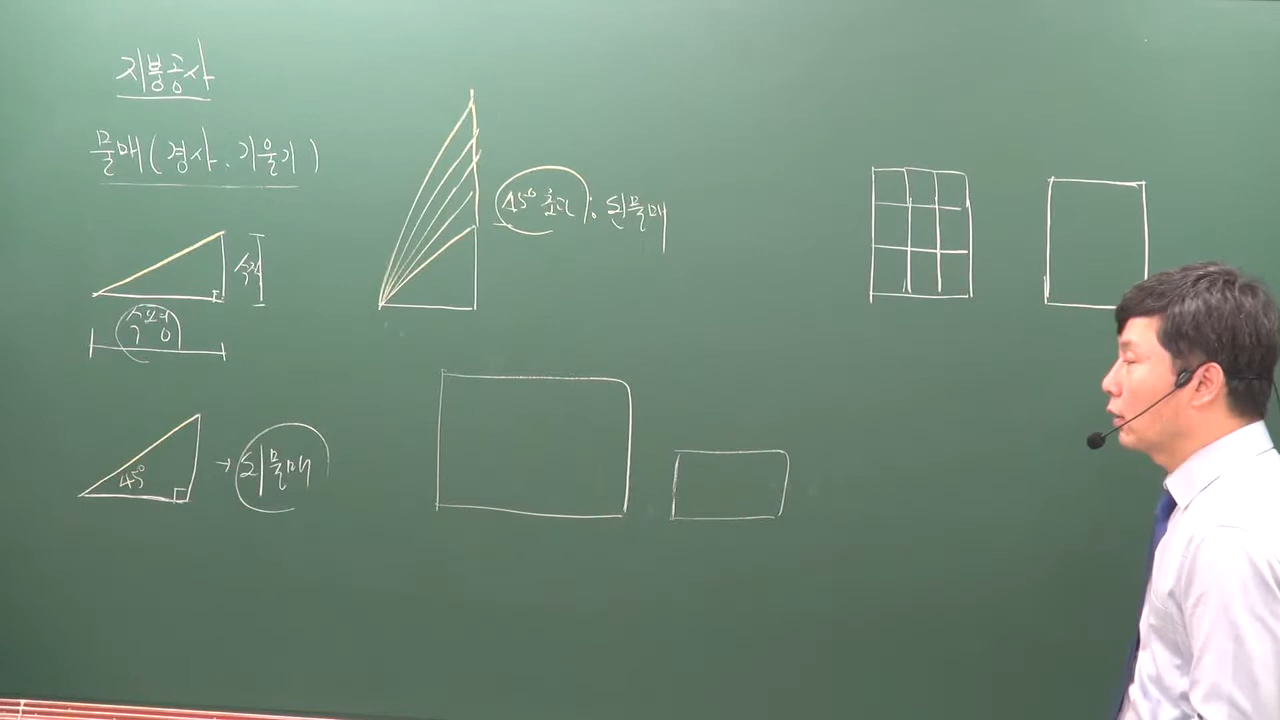 지붕공사
물매(경사.기울기)
수직
수평
45° → 되물매
45° 초과 : 된물매